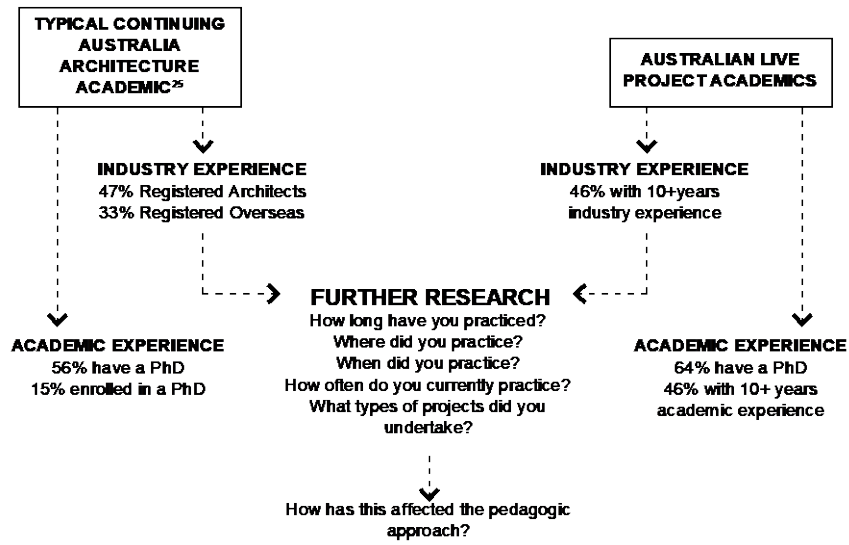 TYPICAL CONTINUING
AUSTRALIA
ARCHITECTURE
ACADEMIC²⁵
AUSTRALIAN LIVE
PROJECT ACADEMICS
INDUSTRY EXPERIENCE
47% Registered Architects
33% Registered Overseas
INDUSTRY EXPERIENCE
46% with 10+years
industry experience
FURTHER RESEARCH
How long have you practiced?
Where did you practice?
When did you practice?
How often do you currently practice?
What types of projects did you
undertake?
ACADEMIC EXPERIENCE
56% have a PhD
15% enrolled in a PhD
ACADEMIC EXPERIENCE
64% have a PhD
46% with 10+ years
academic experience
How has this affected the pedagogic
approach?